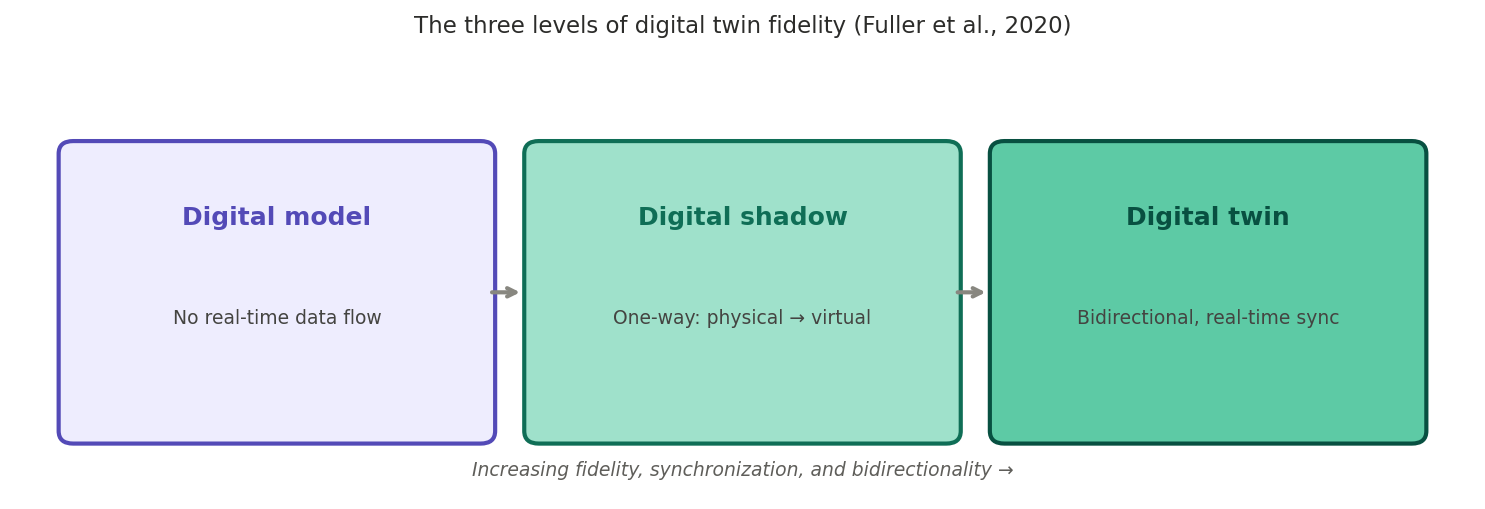 The three levels of digital twin fidelity (Fuller et al., 2020)
Digital model
No real-time data flow
Digital shadow
One-way: physical → virtual
Digital twin
Bidirectional, real-time sync
Increasing fidelity, synchronization, and bidirectionality →